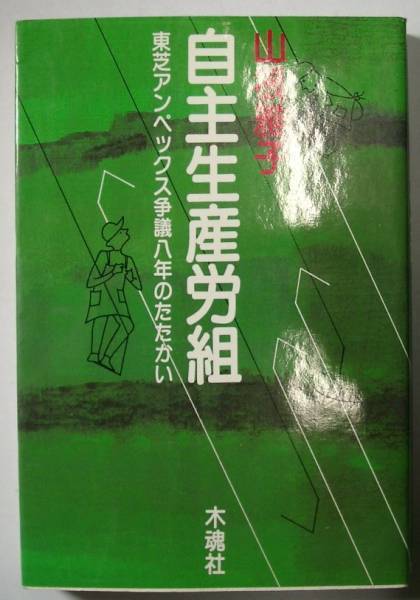 自主生産労組
東芝アンペックス争議八年のたたかい
木魂社